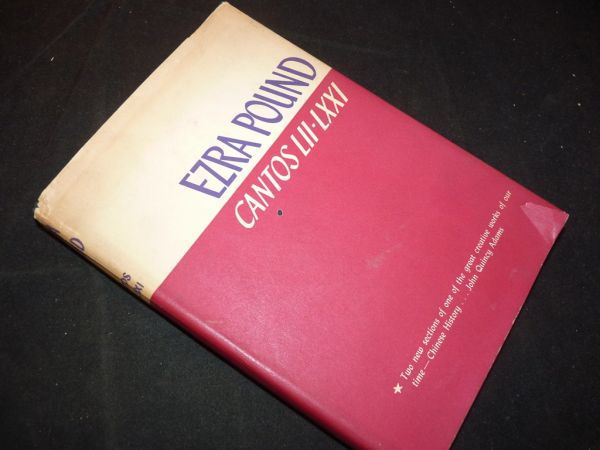 EZRA POUND
CANTOS LII-LXXI
★ Two new sections of one of the great creative works of our
time—Chinese History . . . John Quincy Adams